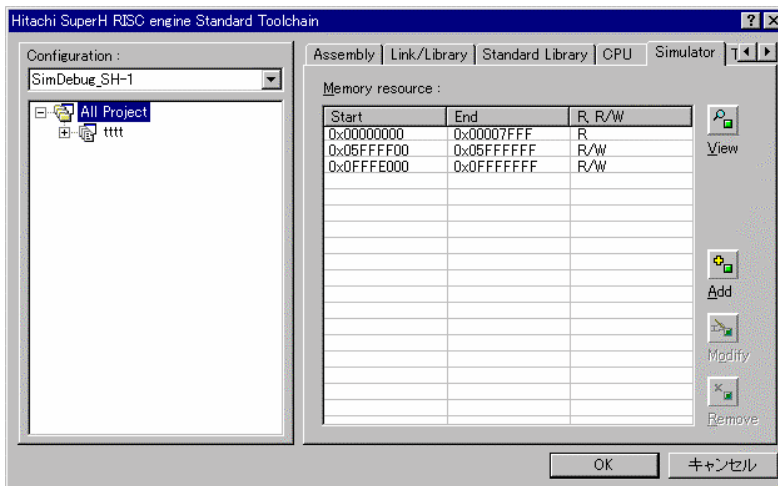 Hitachi SuperH RISC engine Standard Toolchain
Configuration :
SimDebug_SH-1
All Project
tttt
Assembly Link/Library Standard Library CPU Simulator T
Memory resource :
Start End R, R/W
0x00000000 0x00007FFF R
0x05FFFF00 0x05FFFFFF R/W
0x0FFFE000 0x0FFFFFFF R/W
View
Add
Modify
Remove
OK キャンセル